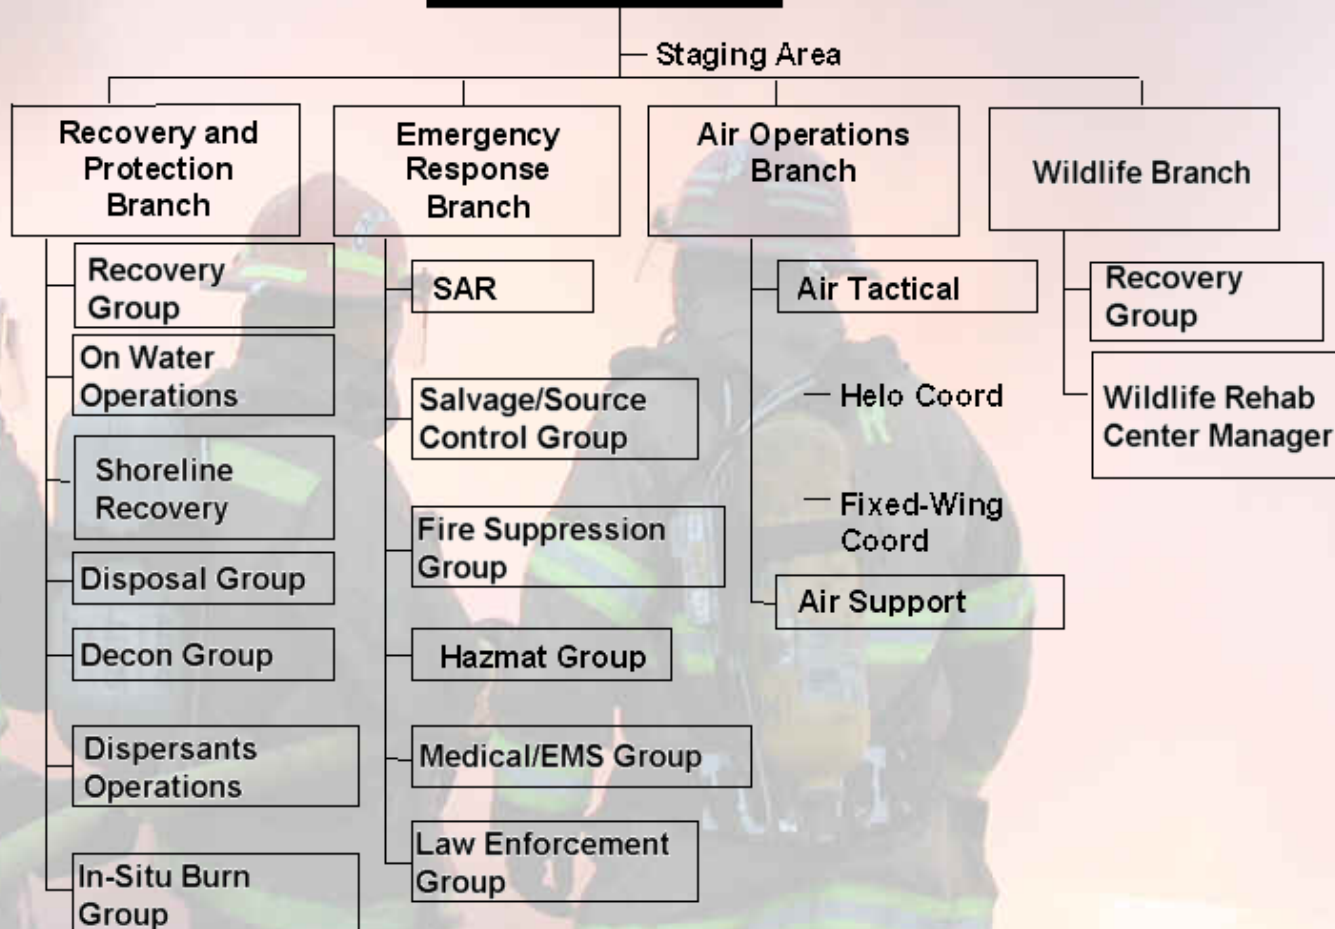 Staging Area
Recovery and
Protection
Branch
Recovery
Group
On Water
Operations
Shoreline
Recovery
Disposal Group
Decon Group
Dispersants
Operations
In-Situ Burn
Group
Emergency
Response
Branch
SAR
Salvage/Source
Control Group
Fire Suppression
Group
Hazmat Group
Medical/EMS Group
Law Enforcement
Group
Air Operations
Branch
Air Tactical
Helo Coord
Fixed-Wing
Coord
Air Support
Wildlife Branch
Recovery
Group
Wildlife Rehab
Center Manager